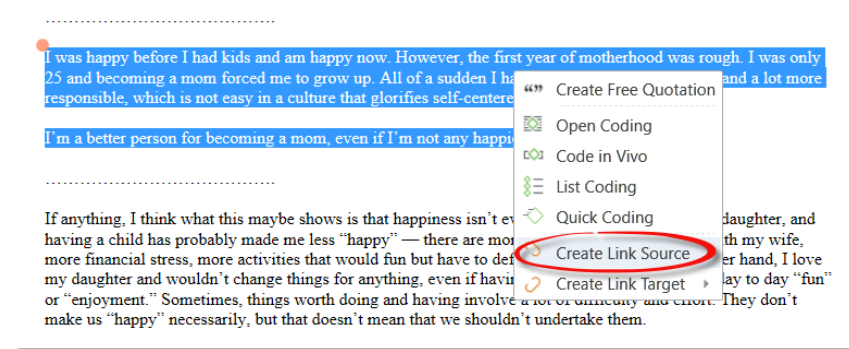 ……………………………………
I was happy before I had kids and am happy now. However, the first year of motherhood was rough. I was only
25 and becoming a mom forced me to grow up. All of a sudden I ha and a lot more
responsible, which is not easy in a culture that glorifies self-centere
I'm a better person for becoming a mom, even if I'm not any happi
Create Free Quotation
Open Coding
Code in Vivo
List Coding
Quick Coding
Create Link Source
Create Link Target
……………………………………
If anything, I think what this maybe shows is that happiness isn't ev daughter, and
having a child has probably made me less “happy” — there are mor th my wife,
more financial stress, more activities that would fun but have to def er hand, I love
my daughter and wouldn't change things for anything, even if havin ay to day “fun”
or “enjoyment.” Sometimes, things worth doing and having involve a lot of difficulty and effort. They don't
make us “happy” necessarily, but that doesn't mean that we shouldn't undertake them.